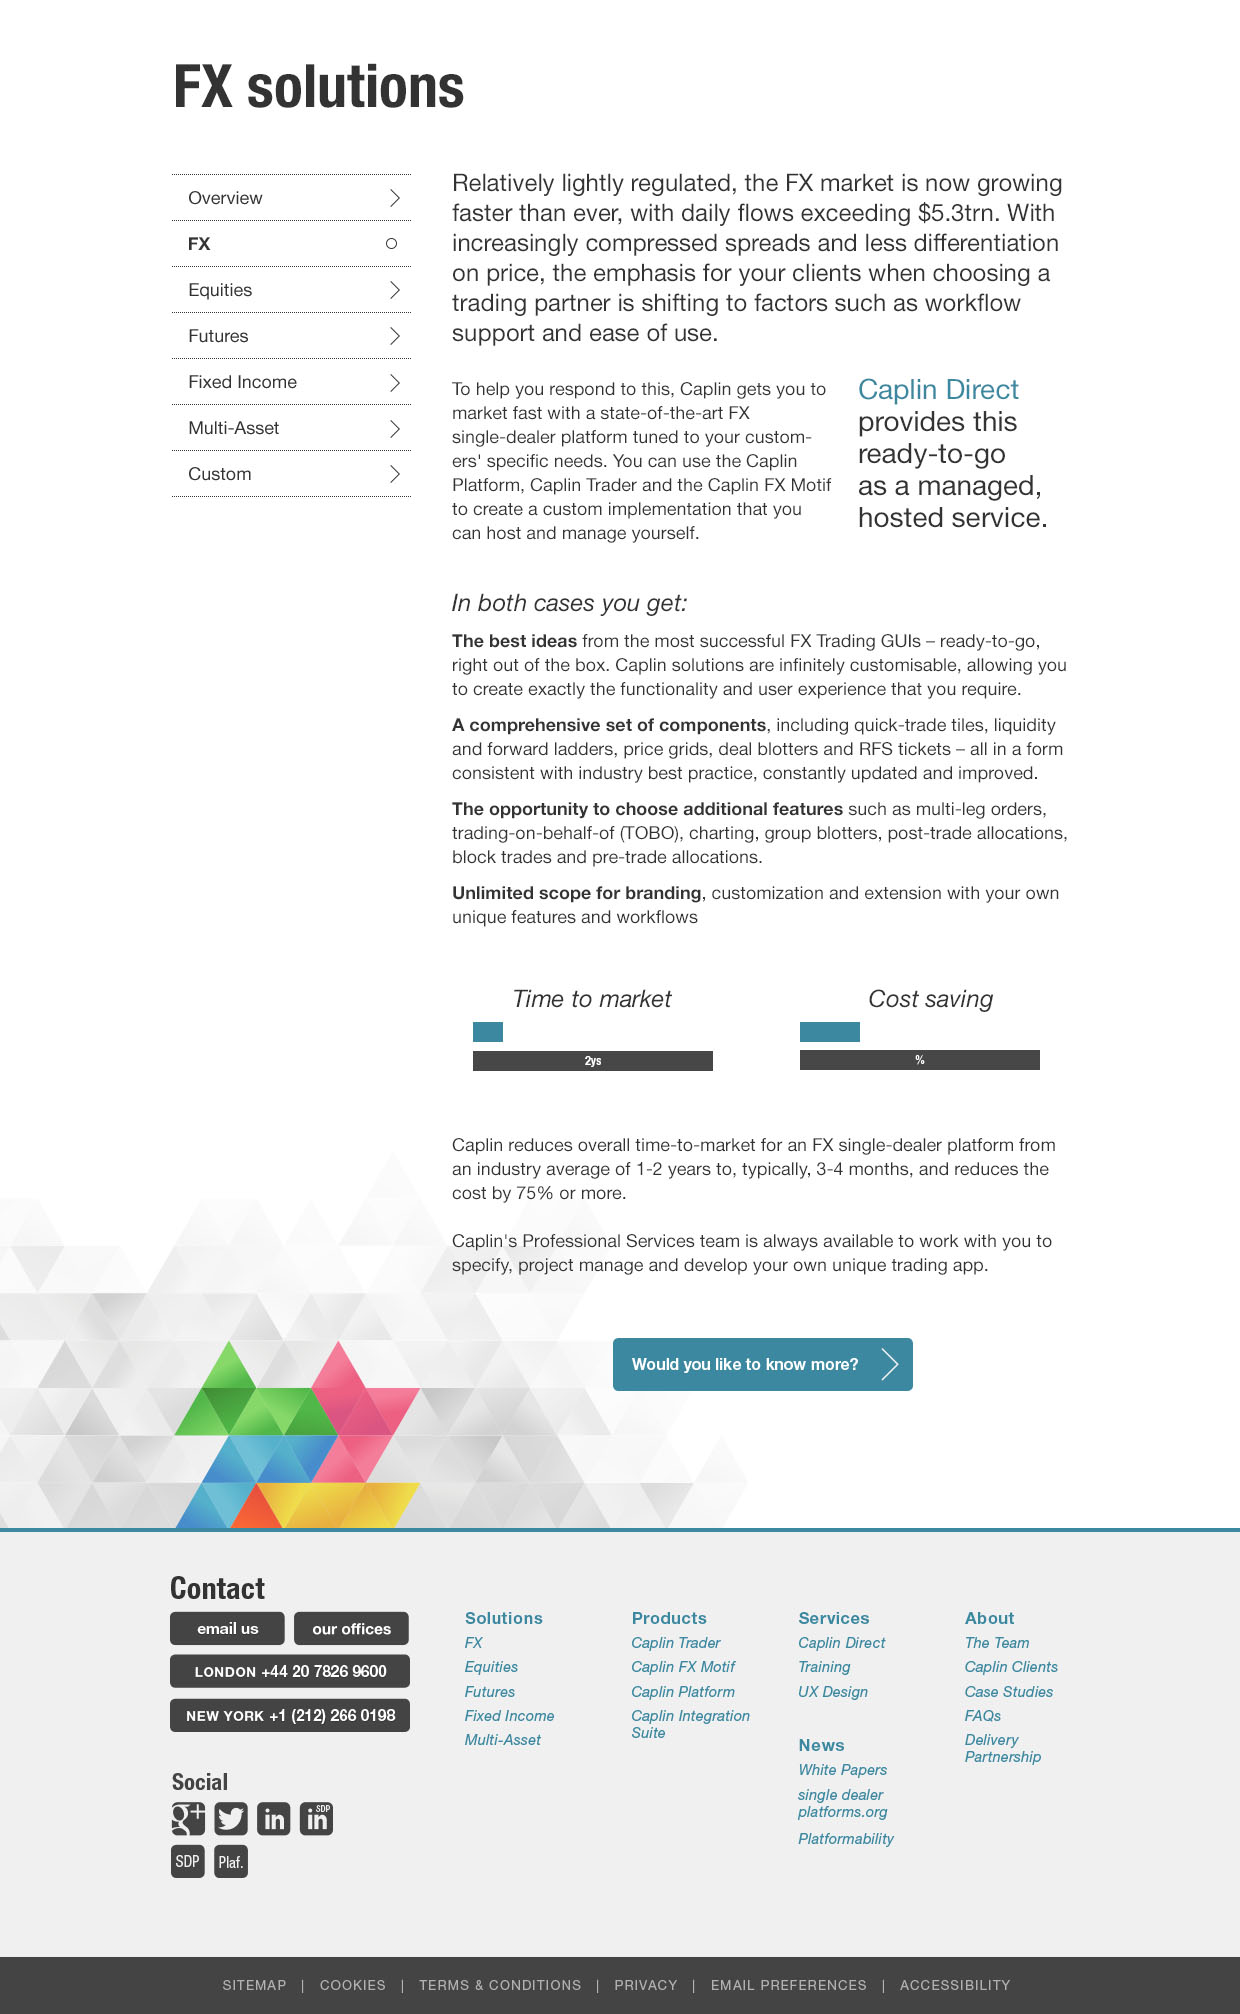 FX solutions
Overview
FX
Equities
Futures
Fixed Income
Multi-Asset
Custom
Relatively lightly regulated, the FX market is now growing
faster than ever, with daily flows exceeding $5.3trn. With
increasingly compressed spreads and less differentiation
on price, the emphasis for your clients when choosing a
trading partner is shifting to factors such as workflow
support and ease of use.
To help you respond to this, Caplin gets you to
market fast with a state-of-the-art FX
single-dealer platform tuned to your custom-
ers' specific needs. You can use the Caplin
Platform, Caplin Trader and the Caplin FX Motif
to create a custom implementation that you
can host and manage yourself.
Caplin Direct
provides this
ready-to-go
as a managed,
hosted service.
In both cases you get:
The best ideas from the most successful FX Trading GUIs – ready-to-go,
right out of the box. Caplin solutions are infinitely customisable, allowing you
to create exactly the functionality and user experience that you require.
A comprehensive set of components, including quick-trade tiles, liquidity
and forward ladders, price grids, deal blotters and RFS tickets – all in a form
consistent with industry best practice, constantly updated and improved.
The opportunity to choose additional features such as multi-leg orders,
trading-on-behalf-of (TOBO), charting, group blotters, post-trade allocations,
block trades and pre-trade allocations.
Unlimited scope for branding, customization and extension with your own
unique features and workflows
Time to market
2ys
Cost saving
%
Caplin reduces overall time-to-market for an FX single-dealer platform from
an industry average of 1-2 years to, typically, 3-4 months, and reduces the
cost by 75% or more.
Caplin's Professional Services team is always available to work with you to
specify, project manage and develop your own unique trading app.
Would you like to know more?
Contact
email us
our offices
LONDON +44 20 7826 9600
NEW YORK +1 (212) 266 0198
Social
g+
in
in SDP
SDP
Plaf.
Solutions
FX
Equities
Futures
Fixed Income
Multi-Asset
Products
Caplin Trader
Caplin FX Motif
Caplin Platform
Caplin Integration
Suite
Services
Caplin Direct
Training
UX Design
News
White Papers
single dealer
platforms.org
Platformability
About
The Team
Caplin Clients
Case Studies
FAQs
Delivery
Partnership
SITEMAP | COOKIES | TERMS & CONDITIONS | PRIVACY | EMAIL PREFERENCES | ACCESSIBILITY